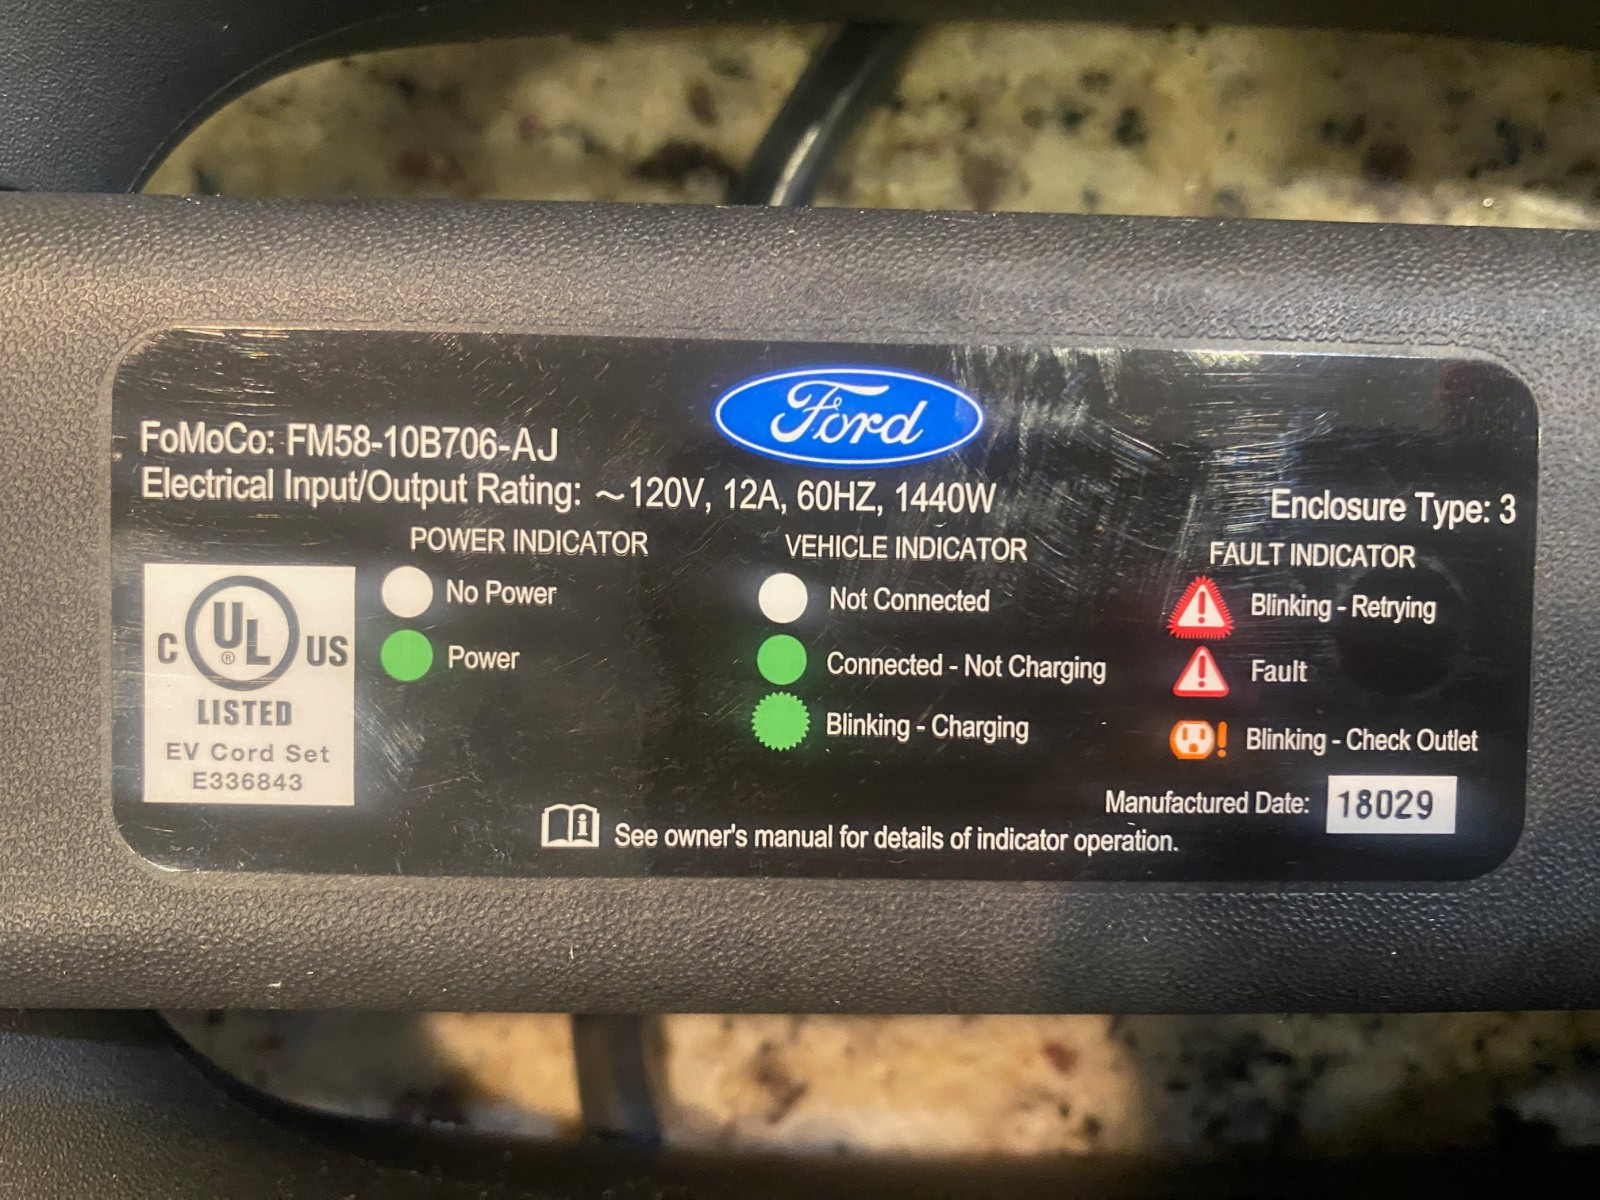 Ford
FoMoCo: FM58-10B706-AJ
Electrical Input/Output Rating: ~120V, 12A, 60HZ, 1440W
Enclosure Type: 3
POWER INDICATOR
No Power
Power
VEHICLE INDICATOR
Not Connected
Connected - Not Charging
Blinking - Charging
FAULT INDICATOR
Blinking - Retrying
Fault
Blinking - Check Outlet
C UL ® US
LISTED
EV Cord Set
E336843
Manufactured Date: 18029
See owner's manual for details of indicator operation.